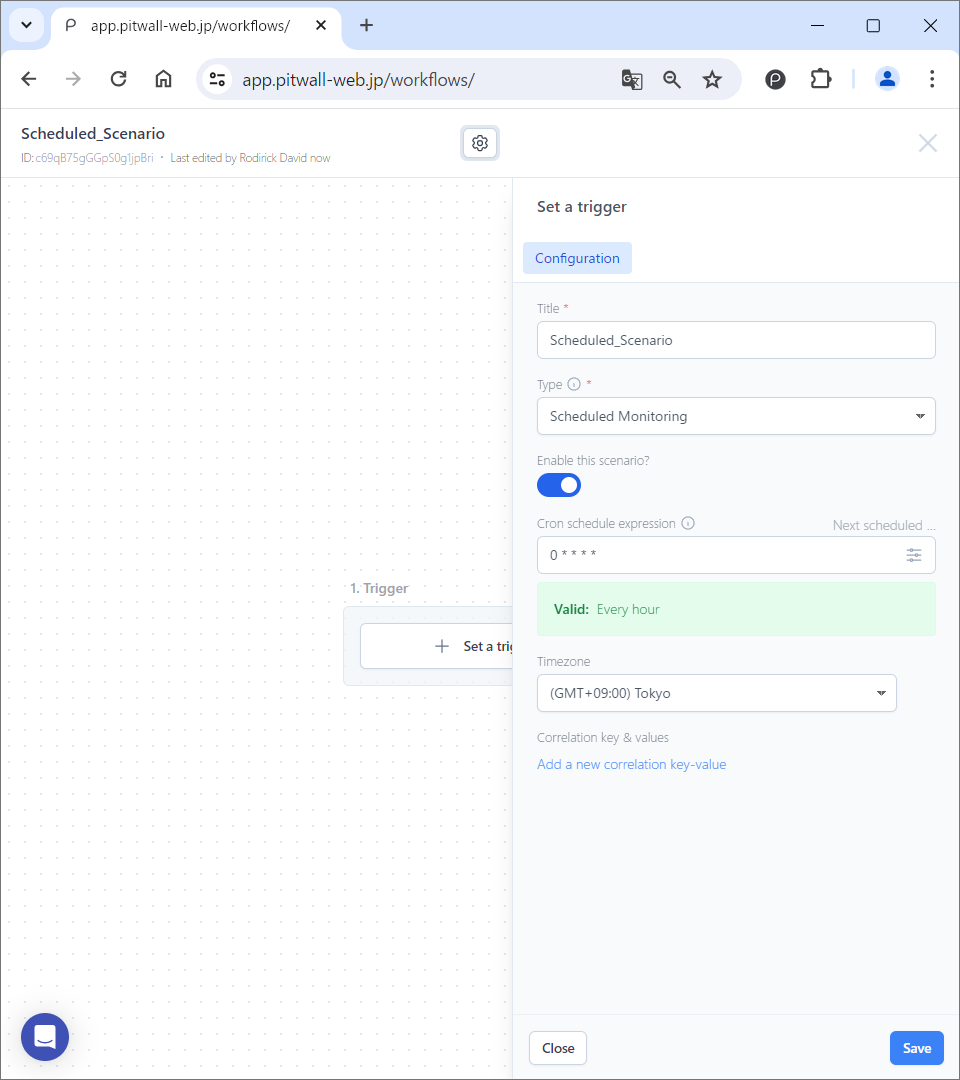 app.pitwall-web.jp/workflows/
app.pitwall-web.jp/workflows/
Scheduled_Scenario
ID: c69qB75gGGpS0g1jpBri • Last edited by Rodirick David now
Set a trigger
Configuration
Title *
Scheduled_Scenario
Type *
Scheduled Monitoring
Enable this scenario?
Cron schedule expression Next scheduled ...
0 * * * *
Valid: Every hour
1. Trigger
Set a trig
Timezone
(GMT+09:00) Tokyo
Correlation key & values
Add a new correlation key-value
Close Save